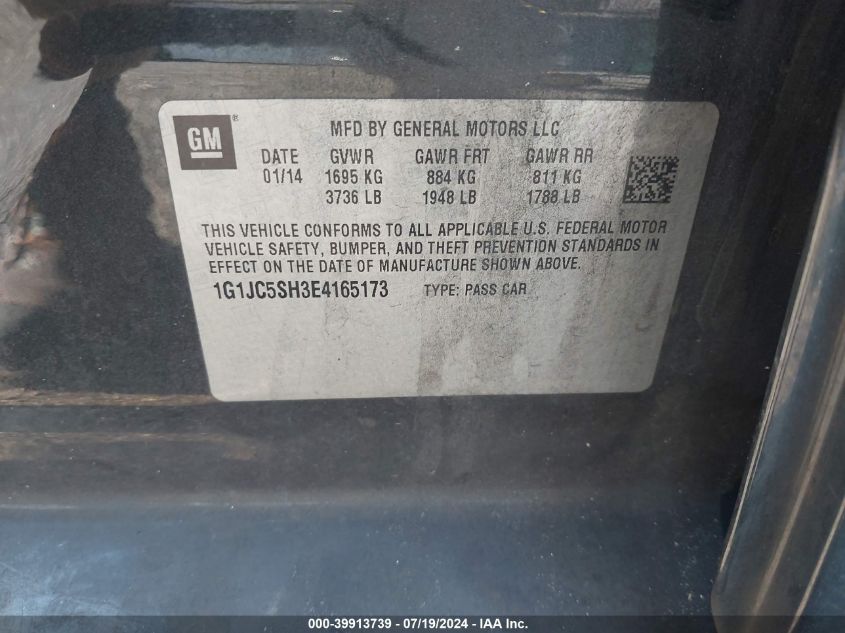 GM®
MFD BY GENERAL MOTORS LLC
DATE GVWR GAWR FRT GAWR RR
01/14 1695 KG 884 KG 811 KG
3736 LB 1948 LB 1788 LB
THIS VEHICLE CONFORMS TO ALL APPLICABLE U.S. FEDERAL MOTOR
VEHICLE SAFETY, BUMPER, AND THEFT PREVENTION STANDARDS IN
EFFECT ON THE DATE OF MANUFACTURE SHOWN ABOVE.
1G1JC5SH3E4165173 TYPE: PASS CAR
000-39913739 - 07/19/2024 - IAA Inc.